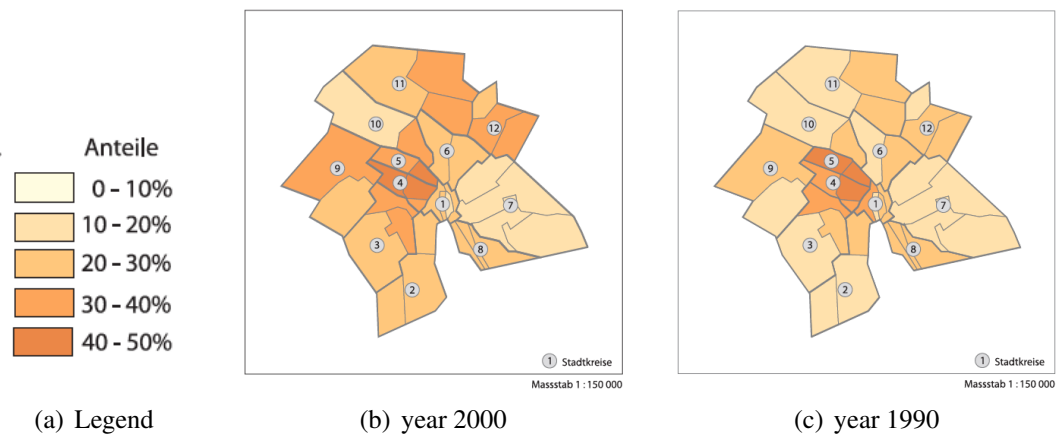 Anteile
0 - 10%
10 - 20%
20 - 30%
30 - 40%
40 - 50%
(a) Legend
11
12
10
6
5
9
4
1
7
3
8
2
1 Stadtkreise
Massstab 1 : 150 000
(b) year 2000
11
12
10
6
5
9
4
1
7
3
8
2
1 Stadtkreise
Massstab 1 : 150 000
(c) year 1990